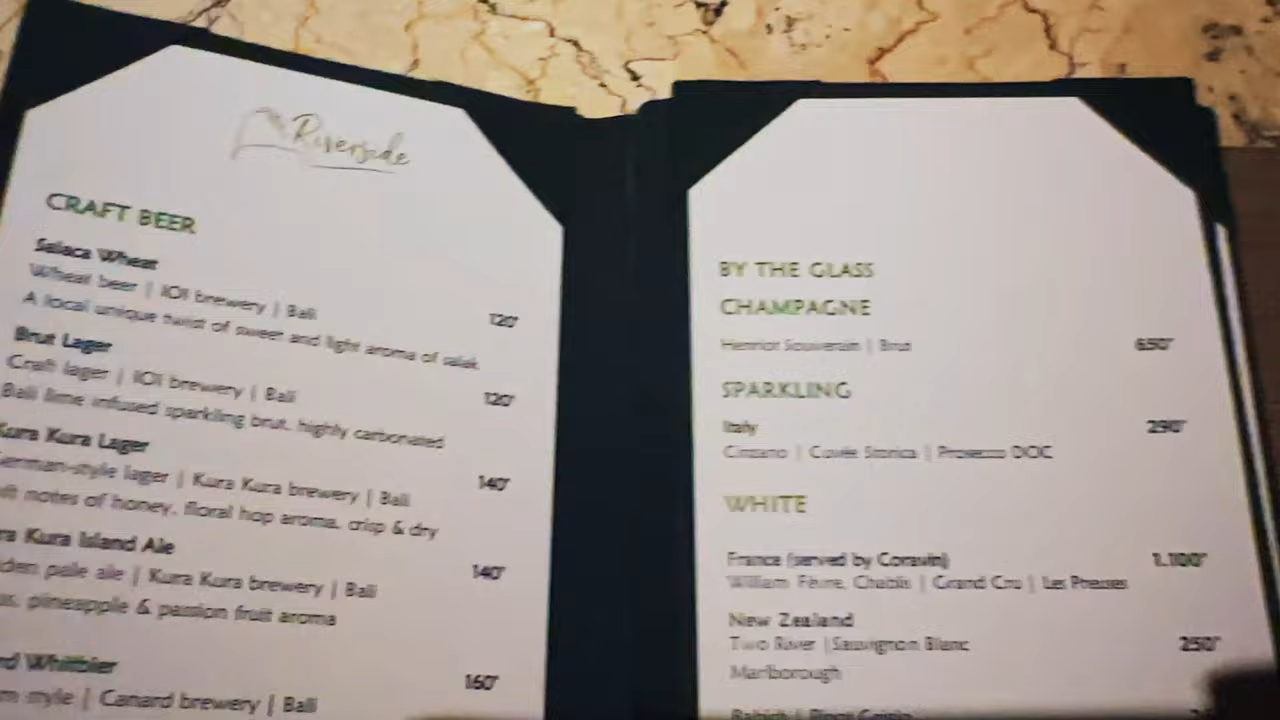 Riverside
CRAFT BEER
Salaca Wheat
Wheat beer | IOI brewery | Bali 120'
A local unique twist of sweet and light aroma of salak
Brut Lager
Craft lager | IOI brewery | Bali 120'
Bali lime infused sparkling brut, highly carbonated
Kura Kura Lager
German-style lager | Kura Kura brewery | Bali 140'
notes of honey, floral hop aroma, crisp & dry
Kura Island Ale
pale ale | Kura Kura brewery | Bali 140'
pineapple & passion fruit aroma
style | Canard brewery | Bali 160'
BY THE GLASS
CHAMPAGNE
Henriot Souverain | Brut 650'
SPARKLING
Italy 290'
Cinzano | Cuvée Storica | Prosecco DOC
WHITE
France (served by Coravin) 1.100'
William Fèvre, Chablis | Grand Cru | Les Preuses
New Zealand
Two River |Sauvignon Blanc 250'
Marlborough